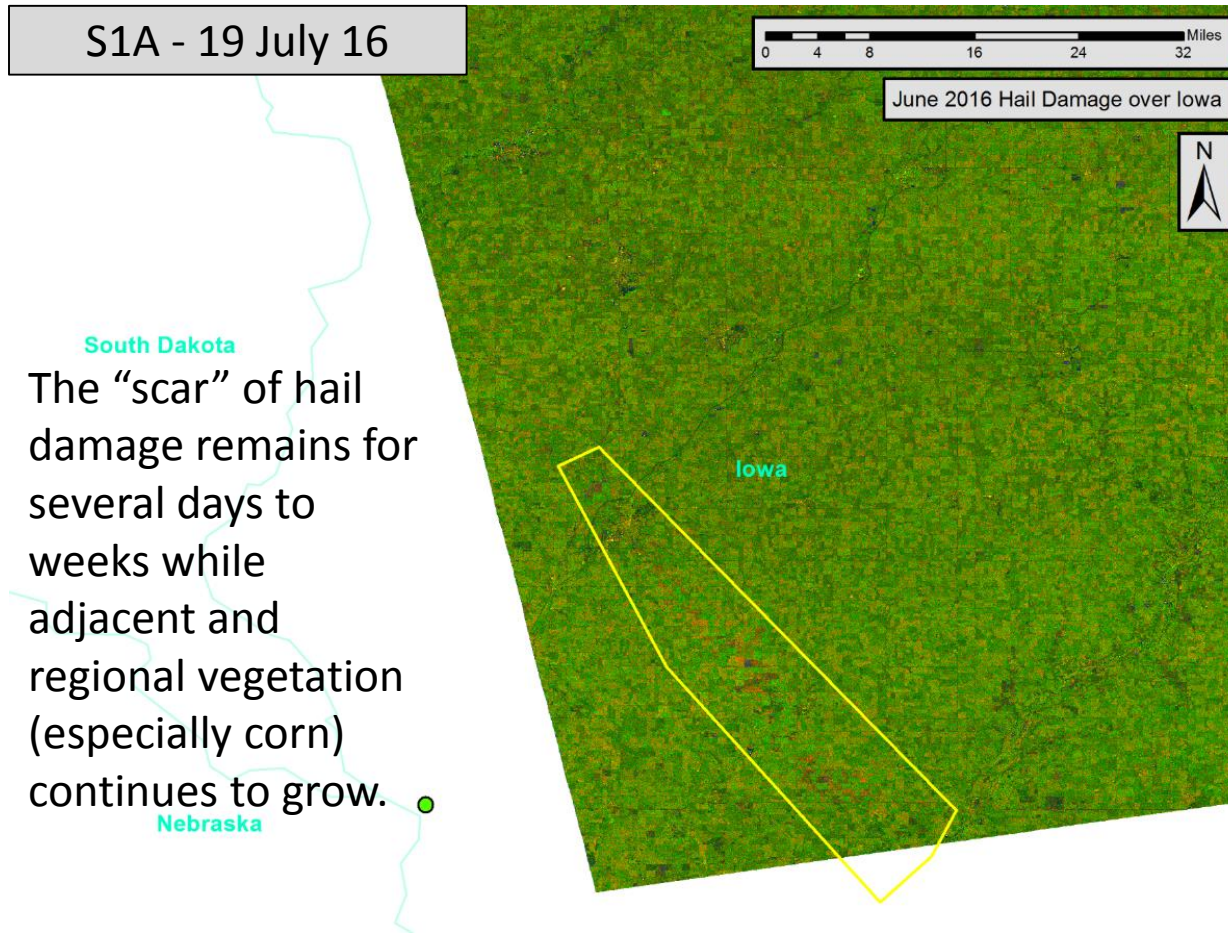 S1A - 19 July 16
Miles
0 4 8 16 24 32
June 2016 Hail Damage over Iowa
N
South Dakota
The “scar” of hail
damage remains for
several days to
weeks while
adjacent and
regional vegetation
(especially corn)
continues to grow.
Nebraska
Iowa